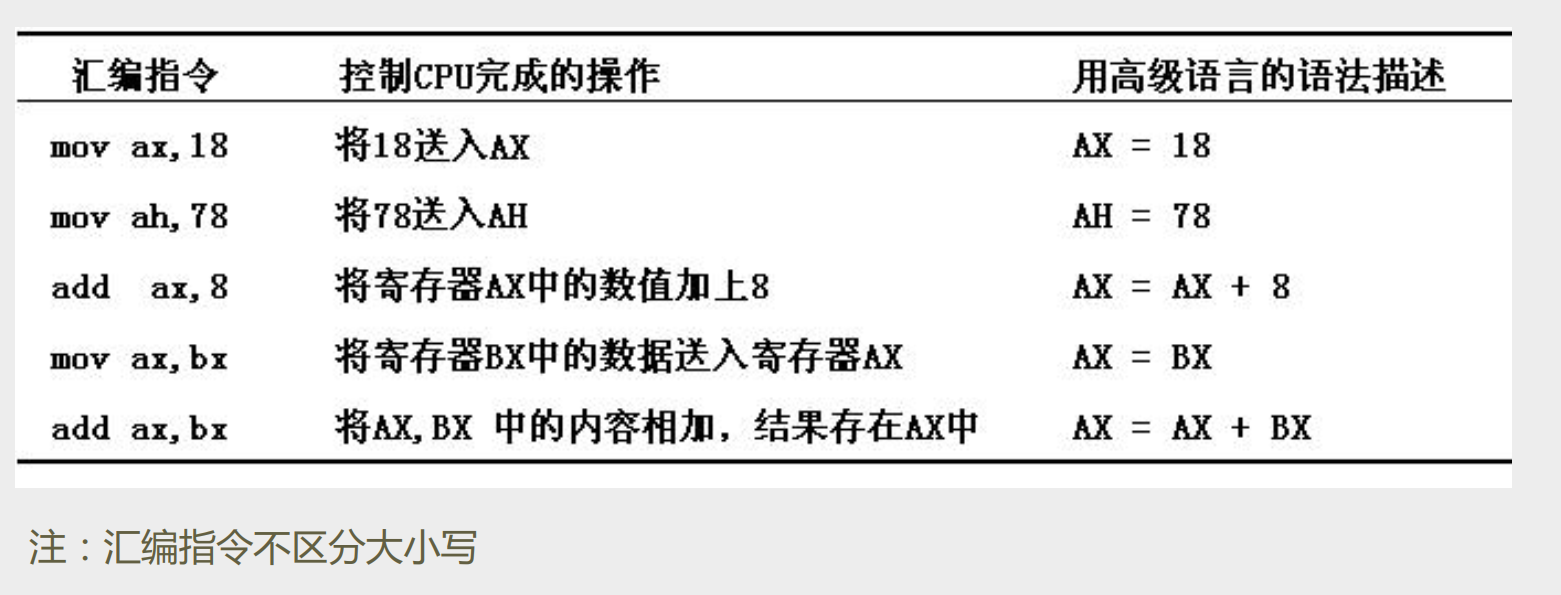 汇编指令 控制CPU完成的操作 用高级语言的语法描述
mov ax,18 将18送入AX AX = 18
mov ah,78 将78送入AH AH = 78
add ax,8 将寄存器AX中的数值加上8 AX = AX + 8
mov ax,bx 将寄存器BX中的数据送入寄存器AX AX = BX
add ax,bx 将AX,BX 中的内容相加，结果存在AX中 AX = AX + BX
注：汇编指令不区分大小写